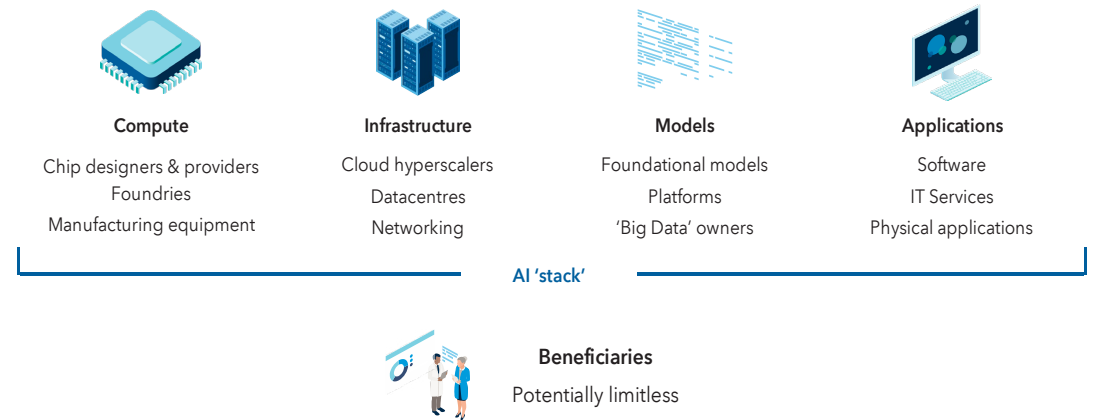 Compute
Chip designers & providers
Foundries
Manufacturing equipment
Infrastructure
Cloud hyperscalers
Datacentres
Networking
Models
Foundational models
Platforms
‘Big Data’ owners
Applications
Software
IT Services
Physical applications
AI ‘stack’
Beneficiaries
Potentially limitless